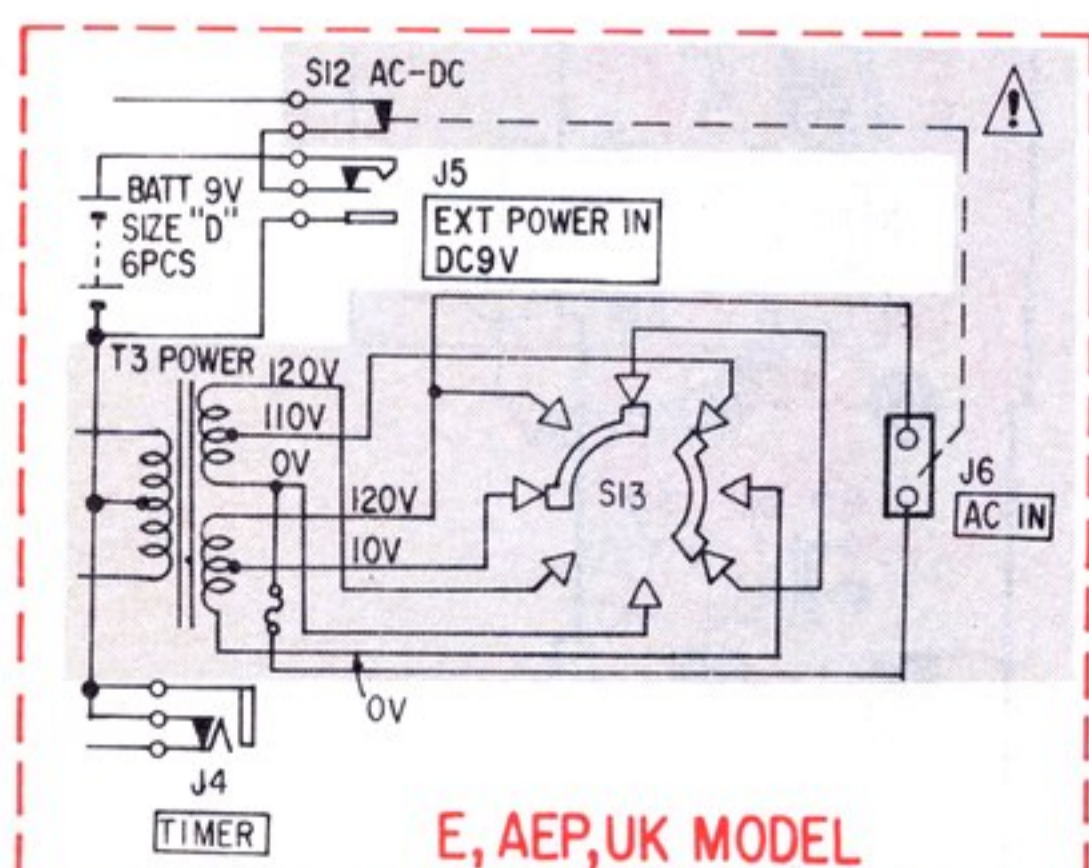 S12 AC-DC
BATT 9V
SIZE "D"
6PCS
J5
EXT POWER IN
DC9V
T3 POWER
120V
110V
0V
120V
10V
S13
J6
AC IN
0V
J4
TIMER
E, AEP,UK MODEL